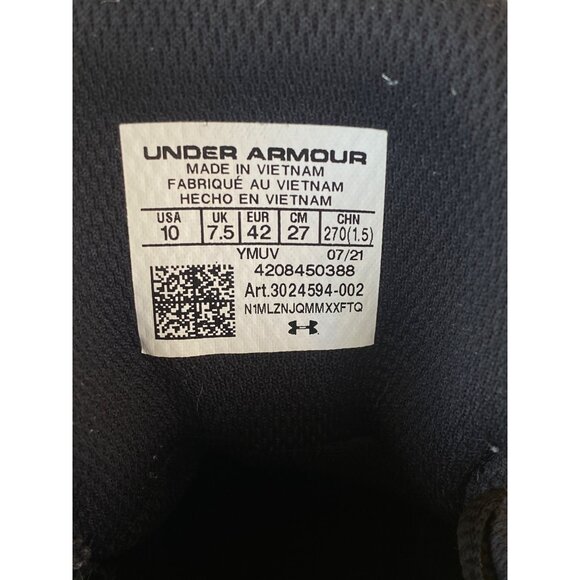 UNDER ARMOUR
MADE IN VIETNAM
FABRIQUÉ AU VIETNAM
HECHO EN VIETNAM
USA UK EUR CM CHN
10 7.5 42 27 270(1.5)
YMUV 07/21
4208450388
Art.3024594-002
N1MLZNJQMMXXFTQ